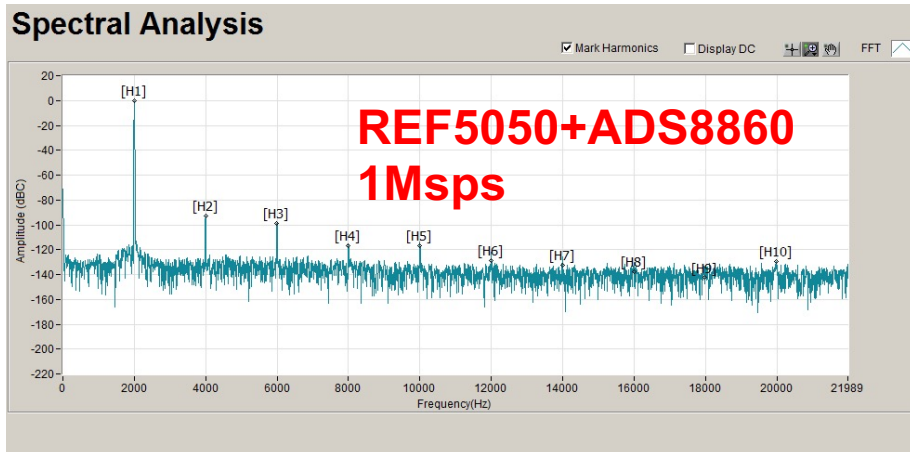 Spectral Analysis
Mark Harmonics
Display DC
FFT
REF5050+ADS8860
1Msps
Amplitude (dBC)
20
0
-20
-40
-60
-80
-100
-120
-140
-160
-180
-200
-220
[H1]
[H2]
[H3]
[H4]
[H5]
[H6]
[H7]
[H8]
[H9]
[H10]
0 2000 4000 6000 8000 10000 12000 14000 16000 18000 20000 21989
Frequency(Hz)